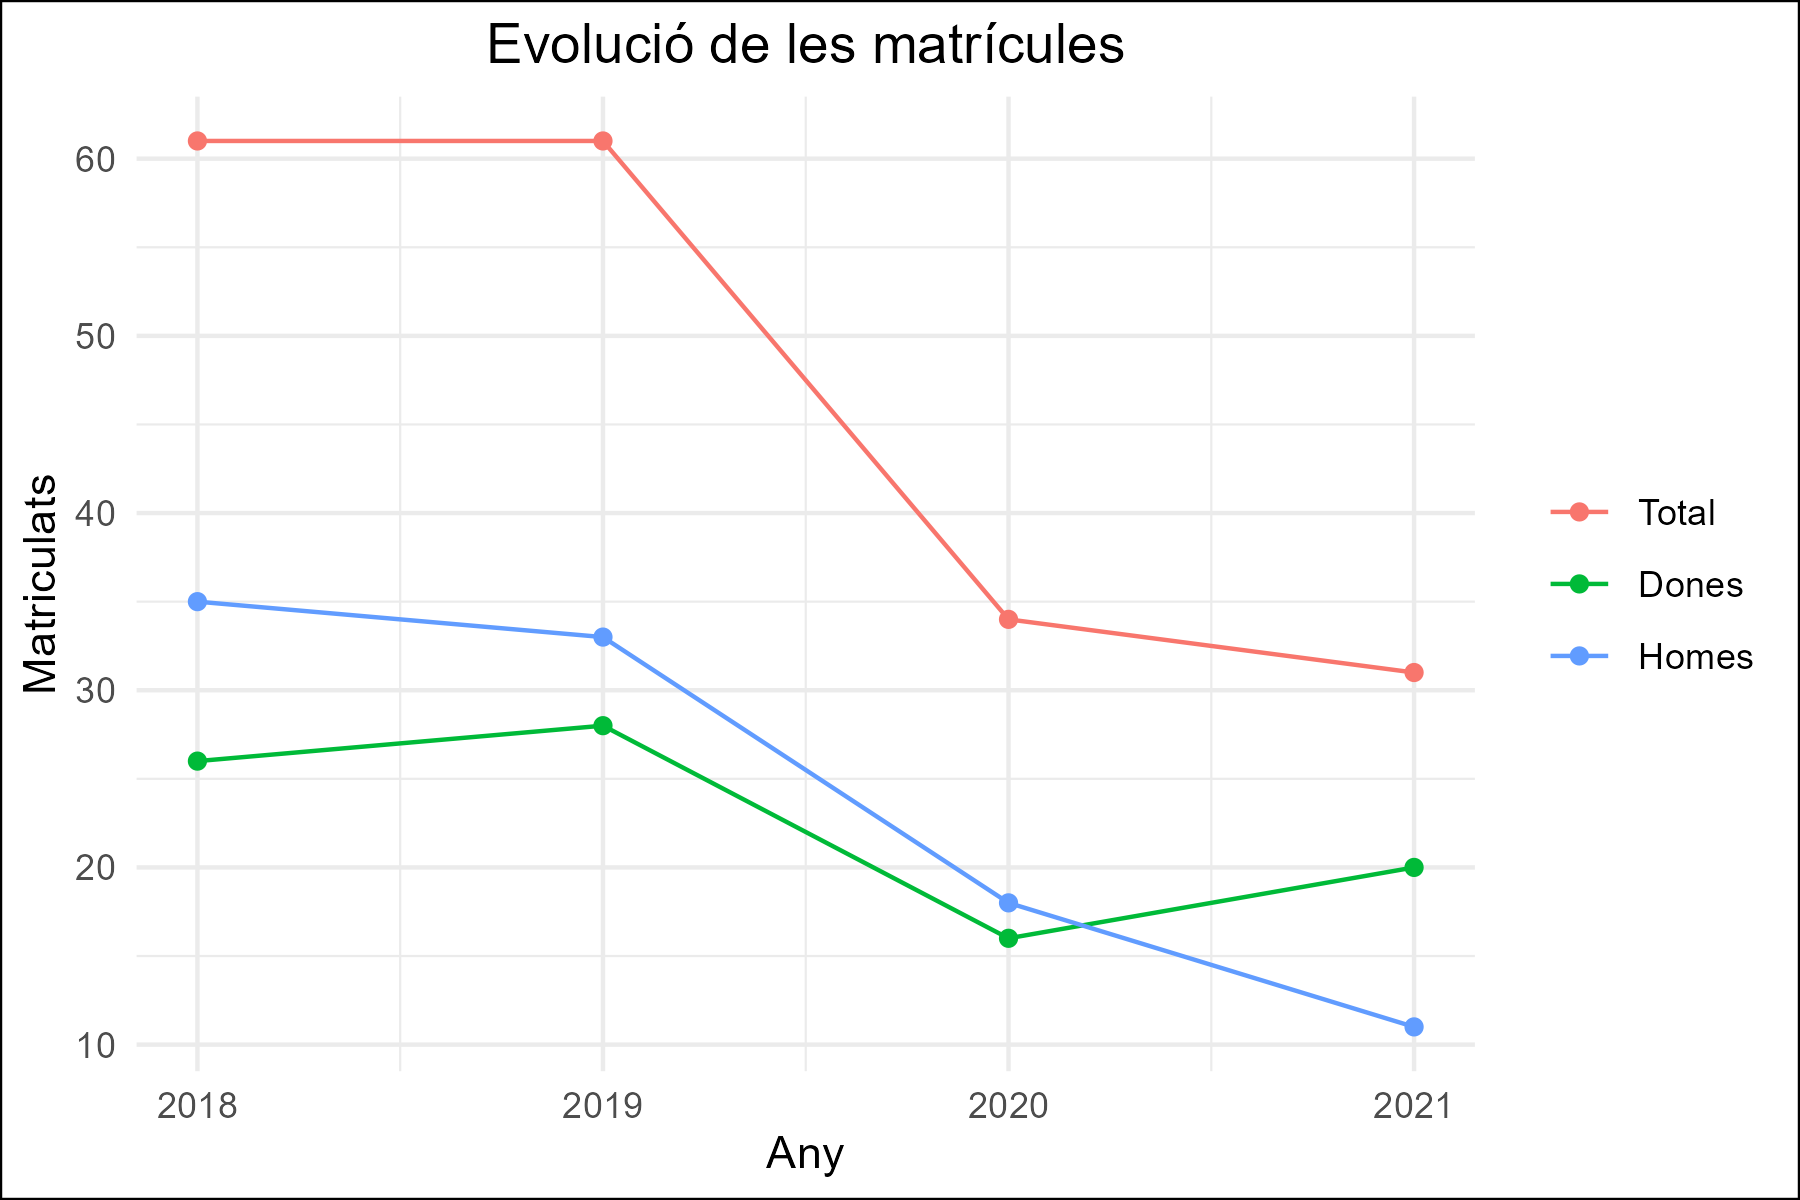 Evolució de les matrícules
60
50
40
30
20
10
Matriculats
2018 2019 2020 2021
Any
Total
Dones
Homes